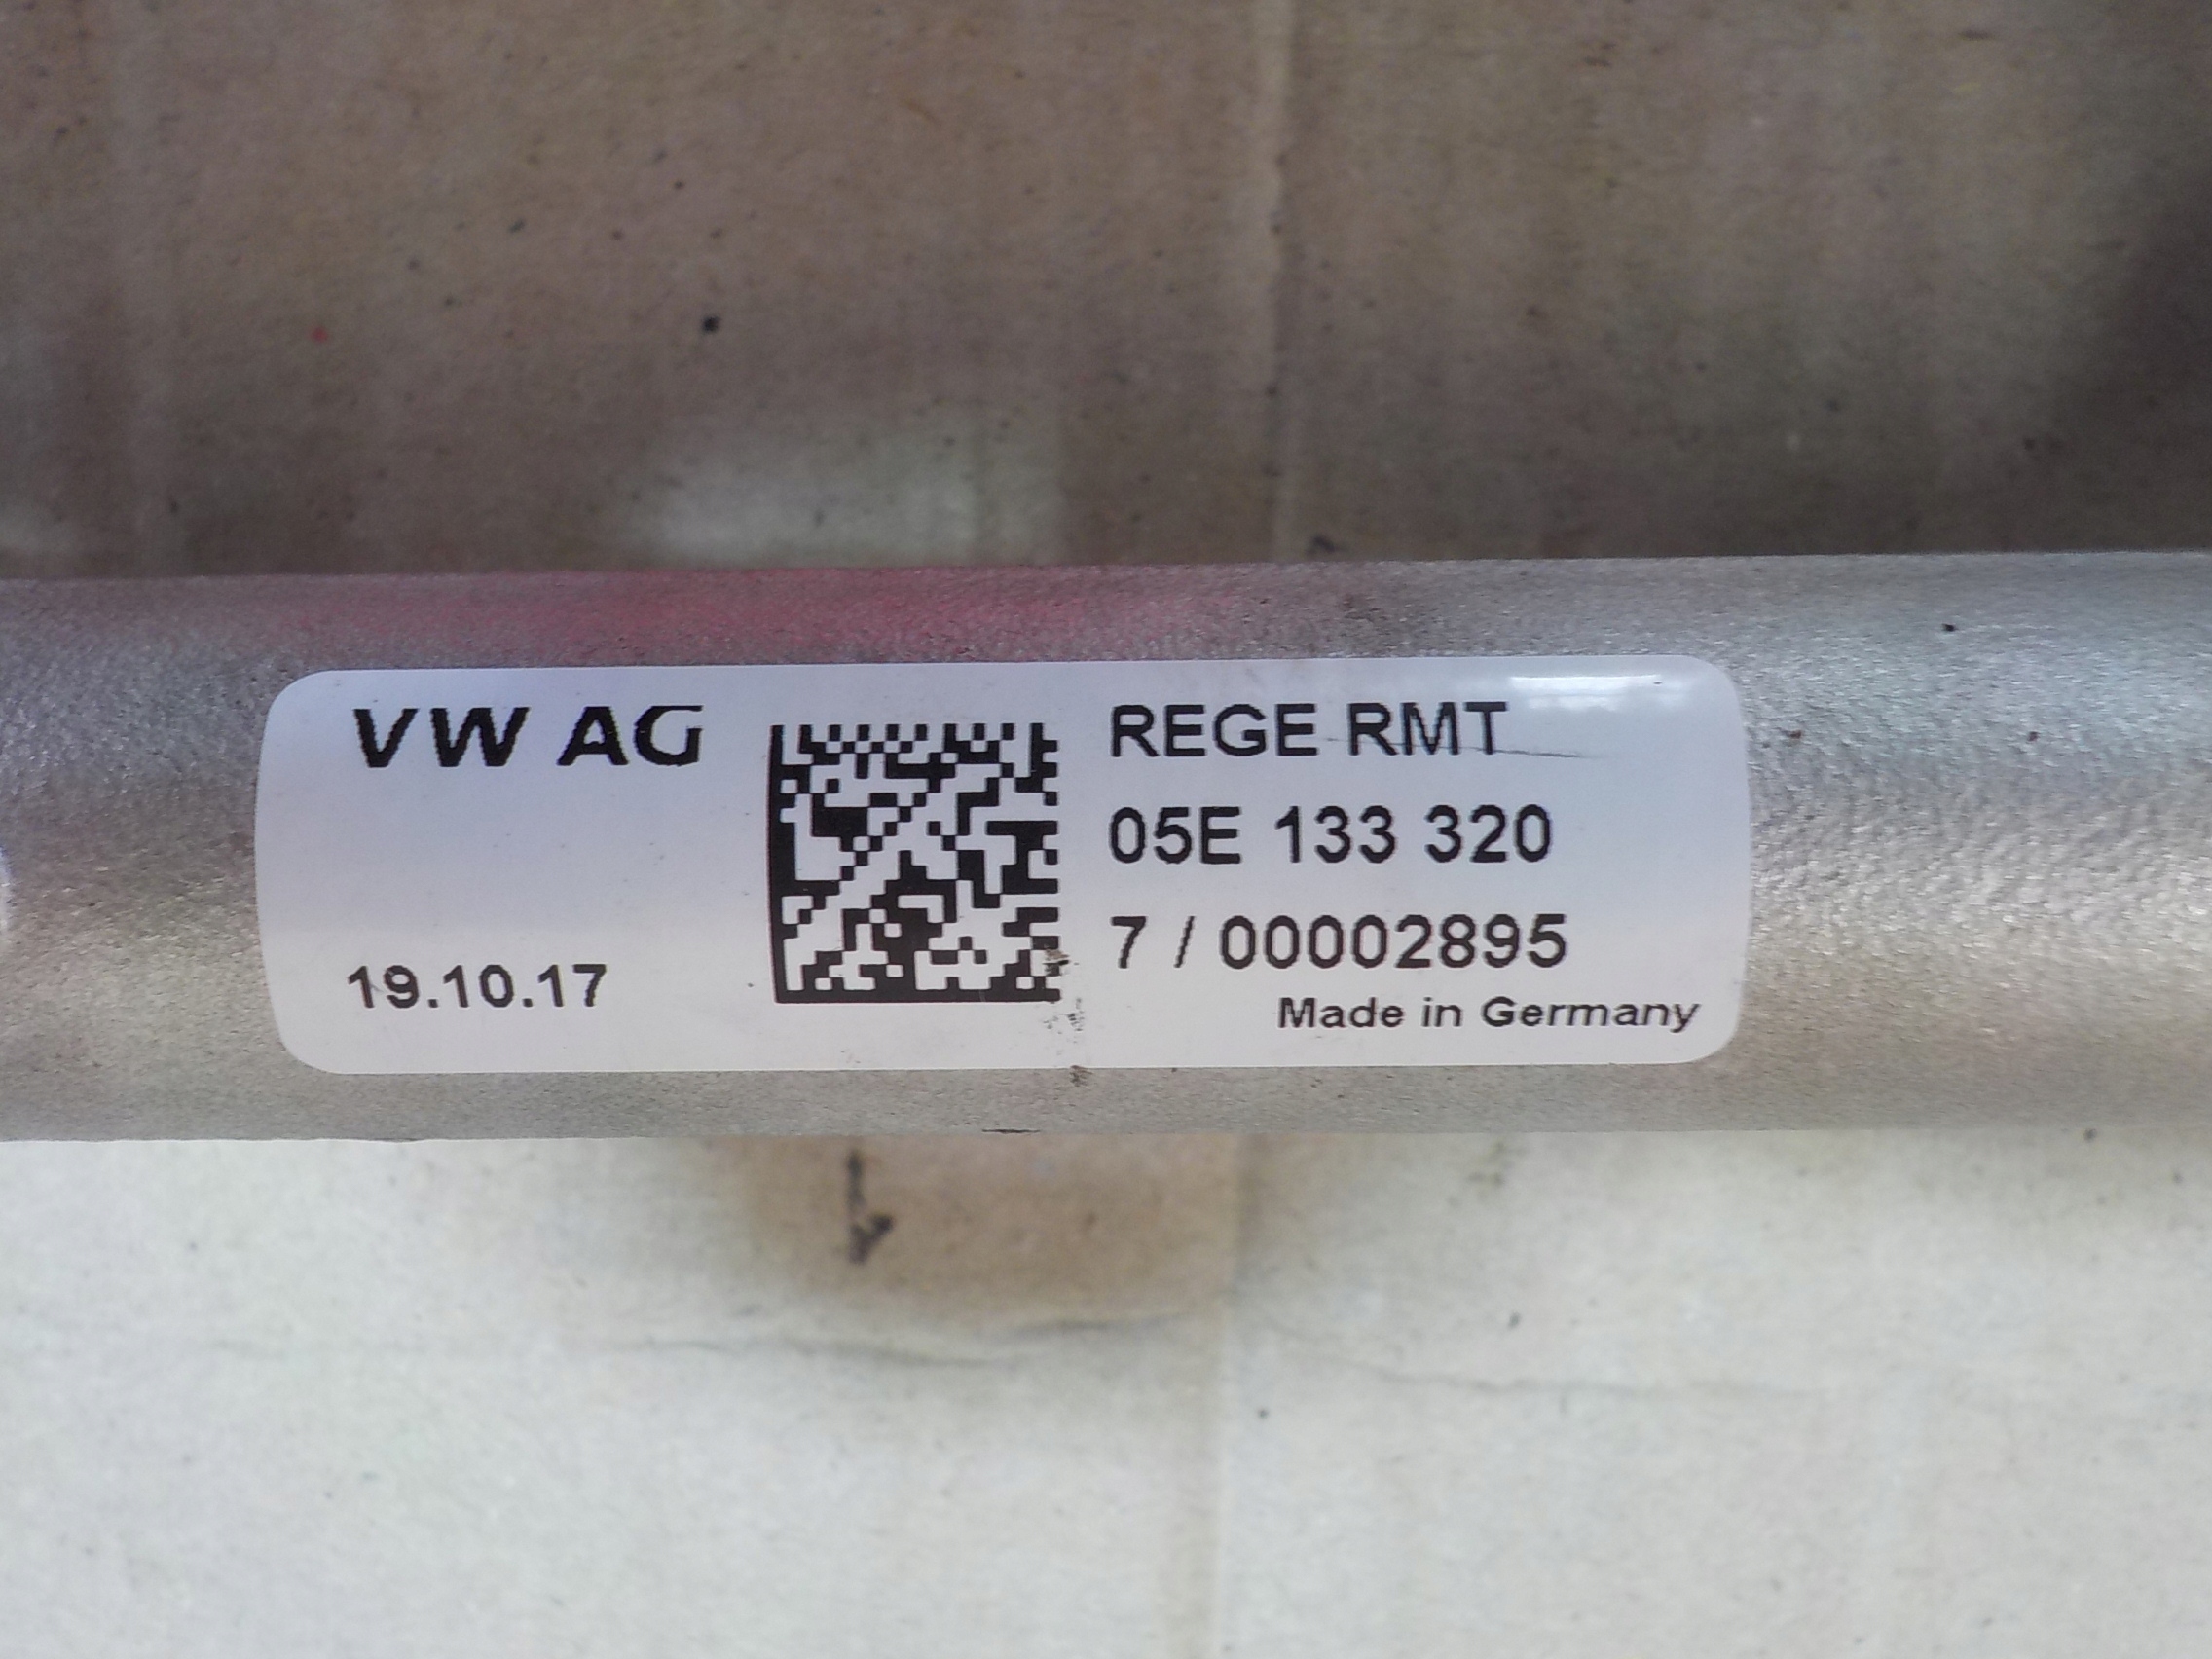 VW AG
19.10.17
REGE RMT
05E 133 320
7 / 00002895
Made in Germany